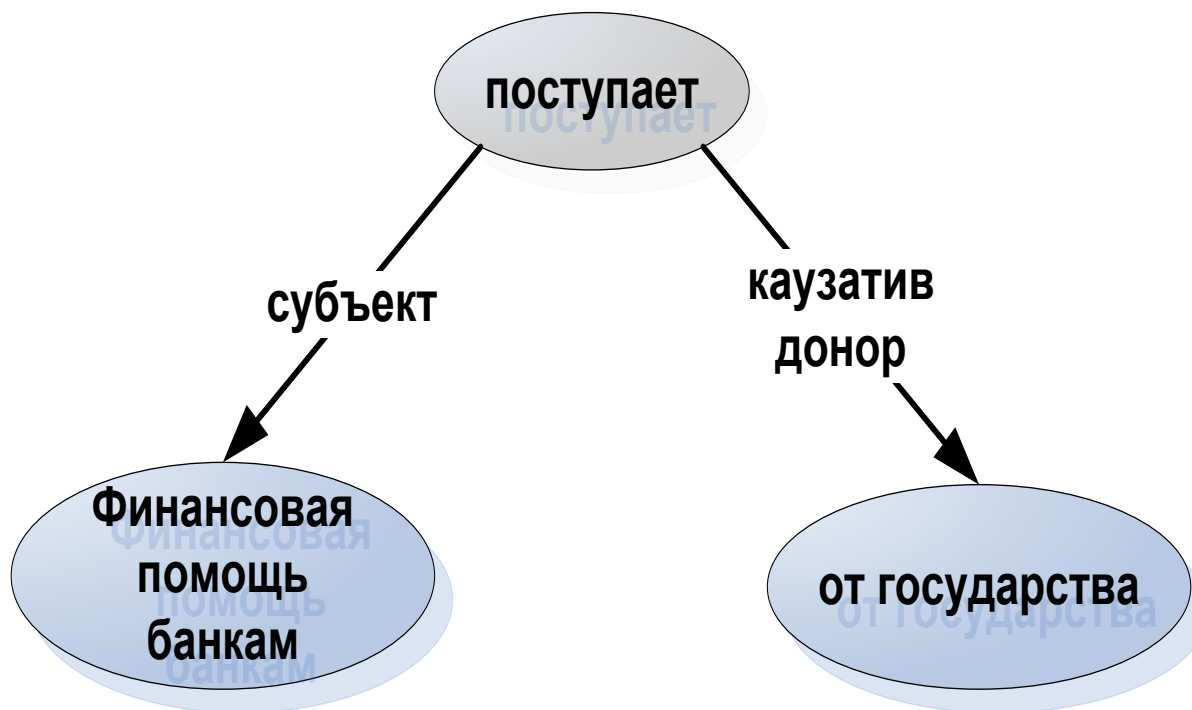 поступает
субъект
каузатив
донор
Финансовая
помощь
банкам
от государства